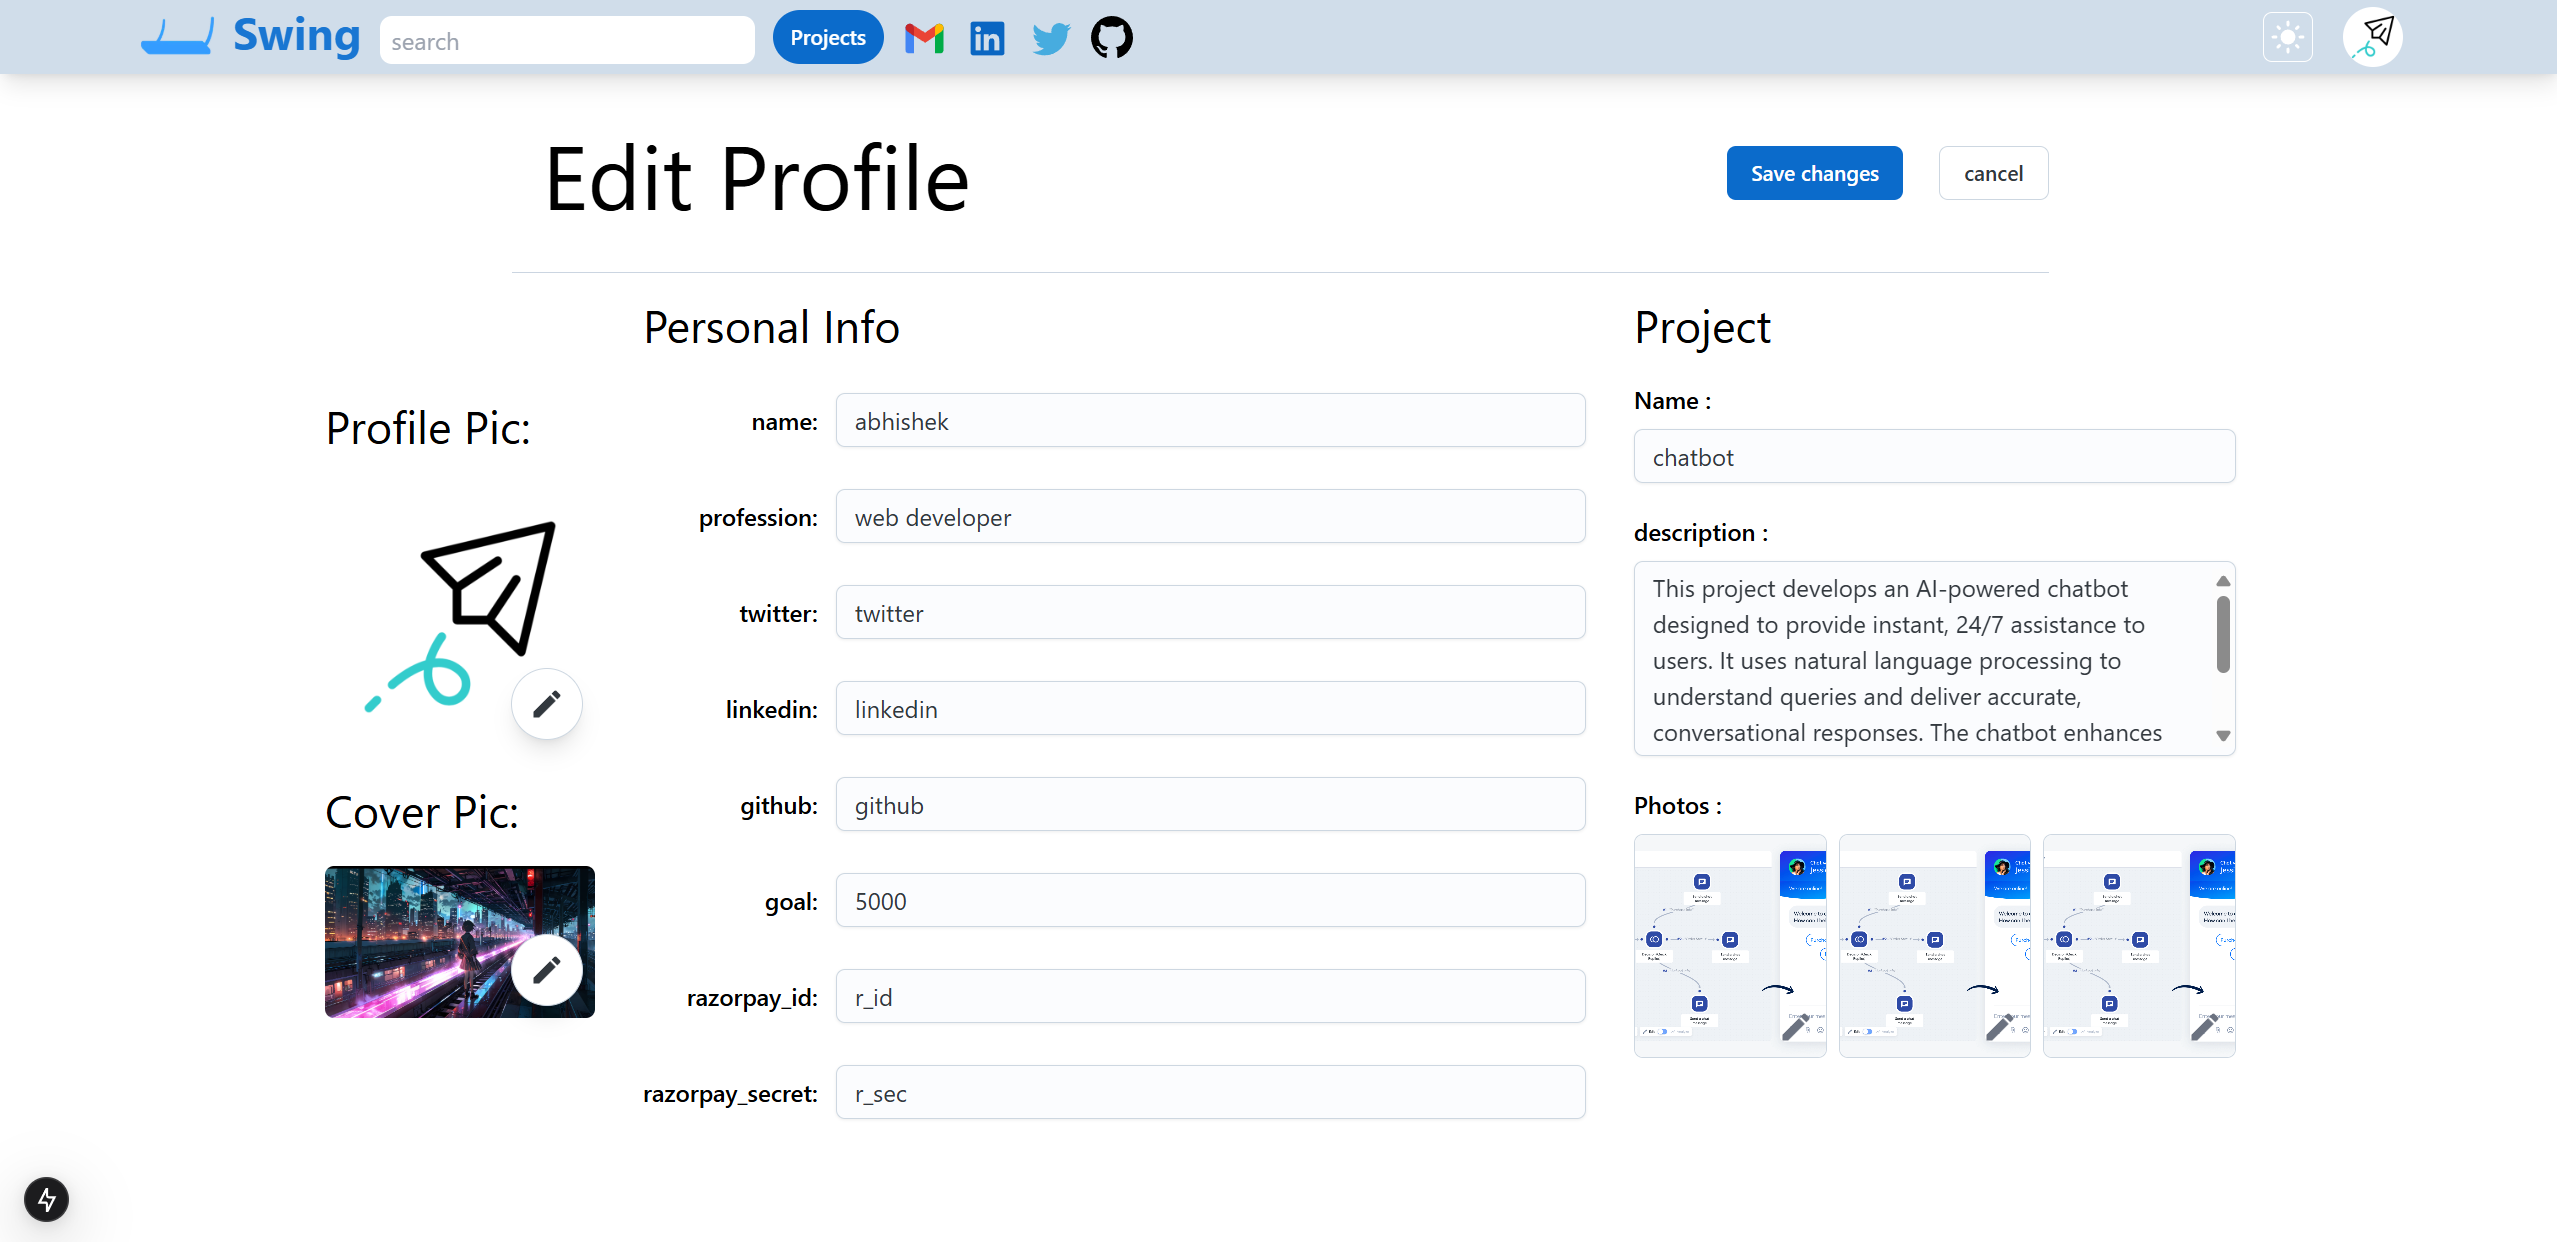 Swing
search
Projects
Edit Profile
Save changes
cancel
Personal Info
Project
Profile Pic:
name:
abhishek
profession:
web developer
twitter:
twitter
linkedin:
linkedin
github:
github
goal:
5000
razorpay_id:
r_id
razorpay_secret:
r_sec
Cover Pic:
Name :
chatbot
description :
This project develops an AI-powered chatbot
designed to provide instant, 24/7 assistance to
users. It uses natural language processing to
understand queries and deliver accurate,
conversational responses. The chatbot enhances
Photos :